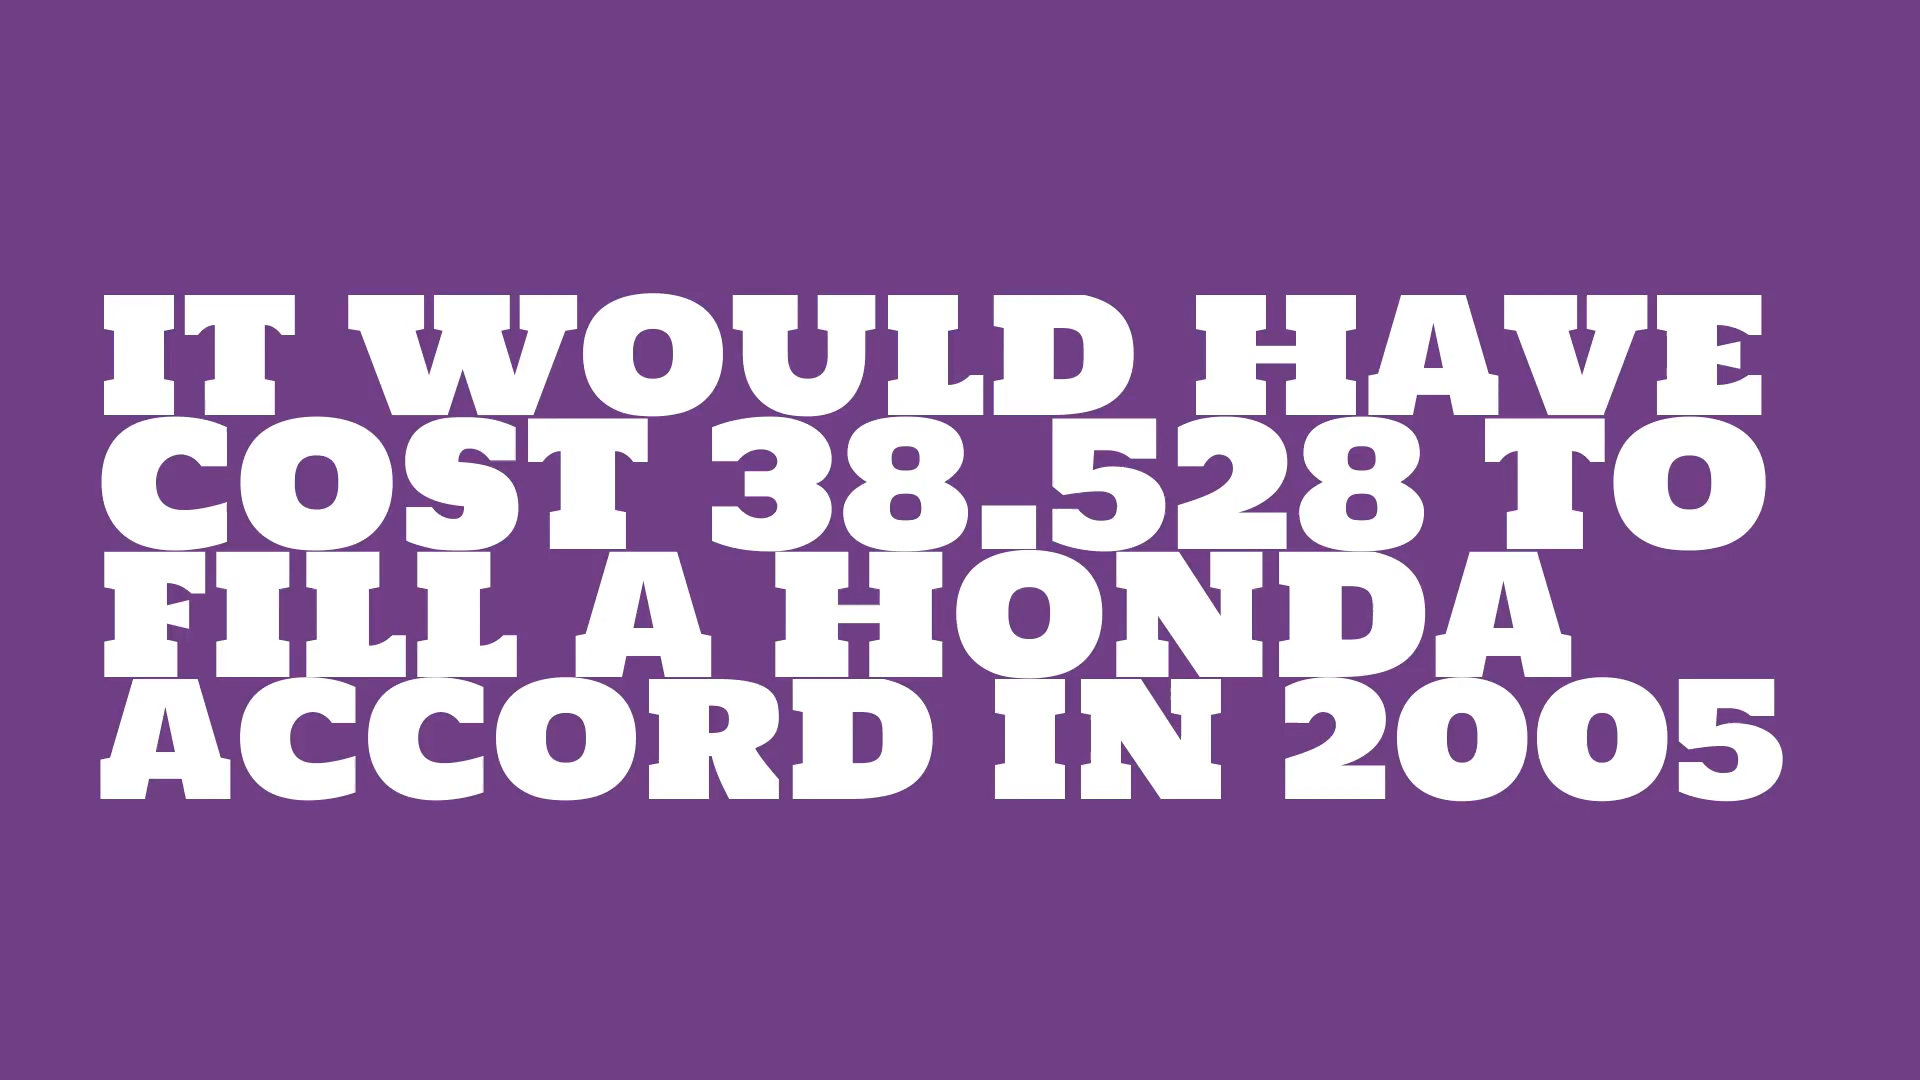 IT WOULD HAVE
COST 38.528 TO
FILL A HONDA
ACCORD IN 2005